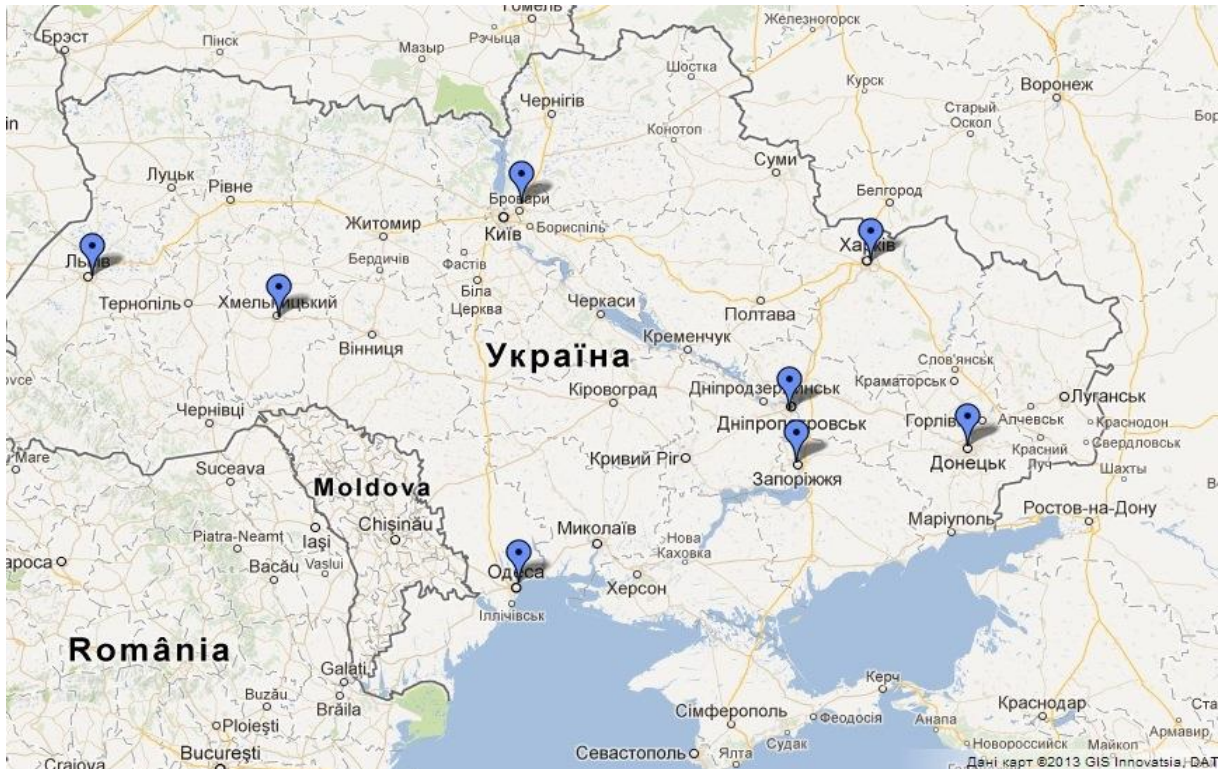 Гомель
Железногорск
Брэст
Пінск
Рэчыца
Мазыр
Шостка
Курск
Воронеж
Чернігів
Старый
Оскол
Конотоп
Суми
Луцьк
Рівне
Белгород
Бровари
Житомир
Київ
Бориспіль
Харків
Львів
Бердичів
Фастів
Тернопіль
Хмельницький
Біла
Церква
Черкаси
Полтава
Вінниця
Кременчук
Україна
Слов'янськ
Кіровоград
Дніпродзержинськ
Краматорськ
Луганськ
Чернівці
Дніпропетровськ
Горлівка
Алчевськ
Краснодон
Свердловськ
Красний
Луч
Кривий Ріг
Донецьк
Шахты
Mare
Suceava
Запоріжжя
Moldova
Ростов-на-Дону
Маріуполь
Chișinău
Миколаїв
Piatra-Neamț
Iași
Нова
Каховка
Bacău
Vaslui
Одеса
Херсон
Іллічівськ
România
Galați
Керч
Buzău
Brăila
Сімферополь
Феодосія
Анапа
Краснодар
Ploiești
Армавир
București
Севастополь
Ялта
Судак
Новороссийск
Майкоп
Craiova
Дані карт ©2013 GIS Innovatsia, DAT